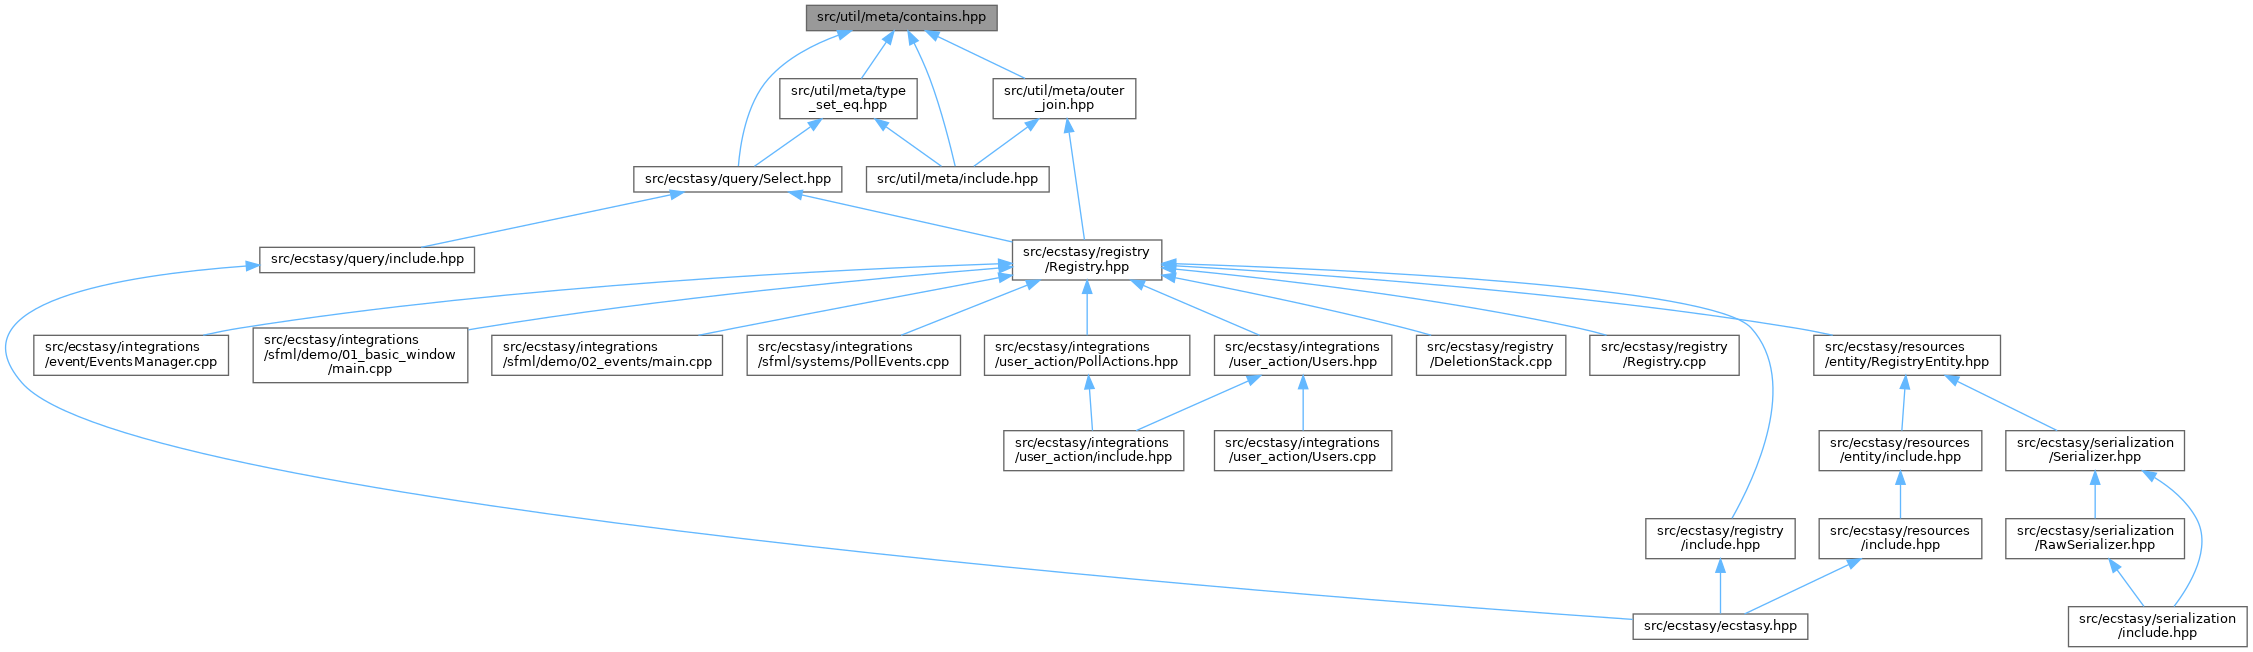 src/util/meta/contains.hpp
src/util/meta/type
_set_eq.hpp
src/util/meta/outer
_join.hpp
src/ecstasy/query/Select.hpp
src/util/meta/include.hpp
src/ecstasy/query/include.hpp
src/ecstasy/registry
/Registry.hpp
src/ecstasy/integrations
/event/EventsManager.cpp
src/ecstasy/integrations
/sfml/demo/01_basic_window
/main.cpp
src/ecstasy/integrations
/sfml/demo/02_events/main.cpp
src/ecstasy/integrations
/sfml/systems/PollEvents.cpp
src/ecstasy/integrations
/user_action/PollActions.hpp
src/ecstasy/integrations
/user_action/Users.hpp
src/ecstasy/registry
/DeletionStack.cpp
src/ecstasy/registry
/Registry.cpp
src/ecstasy/resources
/entity/RegistryEntity.hpp
src/ecstasy/integrations
/user_action/include.hpp
src/ecstasy/integrations
/user_action/Users.cpp
src/ecstasy/resources
/entity/include.hpp
src/ecstasy/serialization
/Serializer.hpp
src/ecstasy/registry
/include.hpp
src/ecstasy/resources
/include.hpp
src/ecstasy/serialization
/RawSerializer.hpp
src/ecstasy/ecstasy.hpp
src/ecstasy/serialization
/include.hpp